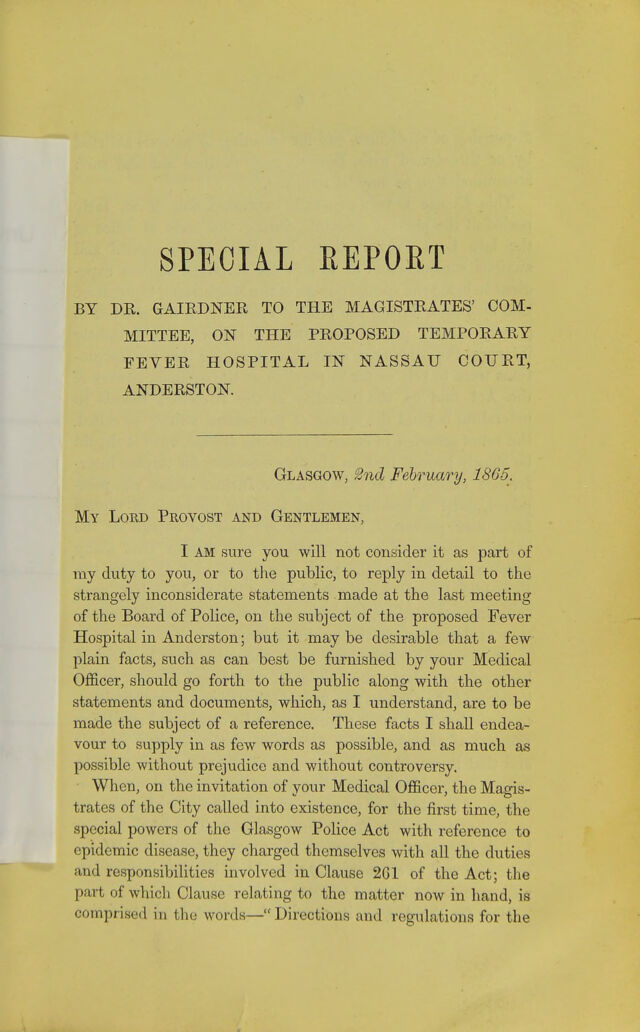 SPECIAL REPORT
BY DR. GAIRDNER TO THE MAGISTRATES' COM-
MITTEE, ON THE PROPOSED TEMPORARY
FEVER HOSPITAL IN NASSAU COURT,
ANDERSTON.
GLASGOW, 2nd February, 1865.
MY LORD PROVOST AND GENTLEMEN,
I AM sure you will not consider it as part of
my duty to you, or to the public, to reply in detail to the
strangely inconsiderate statements made at the last meeting
of the Board of Police, on the subject of the proposed Fever
Hospital in Anderston; but it may be desirable that a few
plain facts, such as can best be furnished by your Medical
Officer, should go forth to the public along with the other
statements and documents, which, as I understand, are to be
made the subject of a reference. These facts I shall endea-
vour to supply in as few words as possible, and as much as
possible without prejudice and without controversy.
When, on the invitation of your Medical Officer, the Magis-
trates of the City called into existence, for the first time, the
special powers of the Glasgow Police Act with reference to
epidemic disease, they charged themselves with all the duties
and responsibilities involved in Clause 261 of the Act; the
part of which Clause relating to the matter now in hand, is
comprised in the words—"Directions and regulations for the